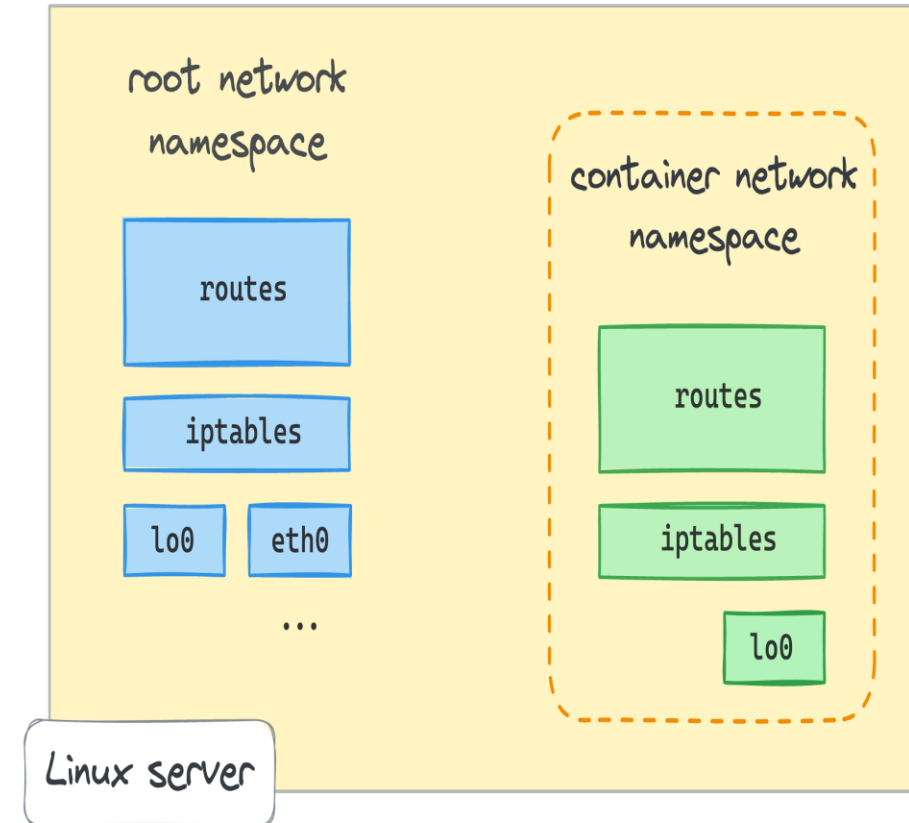 root network
namespace
routes
iptables
lo0
eth0
...
container network
namespace
routes
iptables
lo0
Linux server